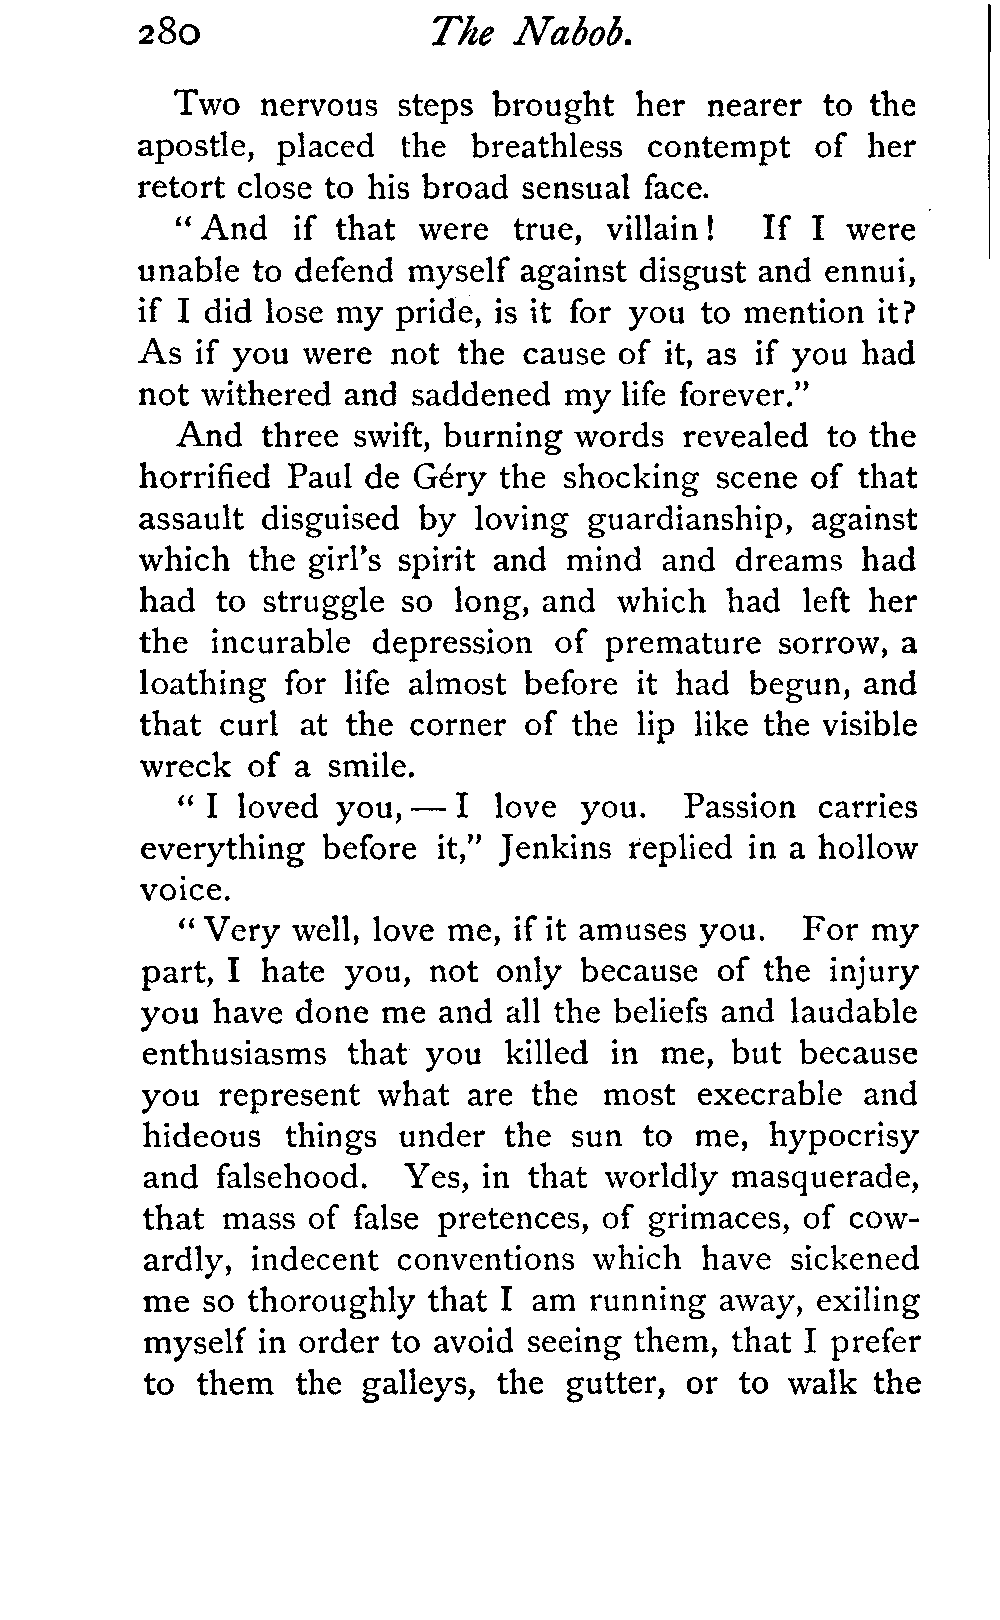 280 The Nabob.
Two nervous steps brought her nearer to the
apostle, placed the breathless contempt of her
retort close to his broad sensual face.
“And if that were true, villain! If I were
unable to defend myself against disgust and ennui,
if I did lose my pride, is it for you to mention it?
As if you were not the cause of it, as if you had
not withered and saddened my life forever.”
And three swift, burning words revealed to the
horrified Paul de Géry the shocking scene of that
assault disguised by loving guardianship, against
which the girl's spirit and mind and dreams had
had to struggle so long, and which had left her
the incurable depression of premature sorrow, a
loathing for life almost before it had begun, and
that curl at the corner of the lip like the visible
wreck of a smile.
“I loved you, — I love you. Passion carries
everything before it,” Jenkins replied in a hollow
voice.
“Very well, love me, if it amuses you. For my
part, I hate you, not only because of the injury
you have done me and all the beliefs and laudable
enthusiasms that you killed in me, but because
you represent what are the most execrable and
hideous things under the sun to me, hypocrisy
and falsehood. Yes, in that worldly masquerade,
that mass of false pretences, of grimaces, of cow-
ardly, indecent conventions which have sickened
me so thoroughly that I am running away, exiling
myself in order to avoid seeing them, that I prefer
to them the galleys, the gutter, or to walk the